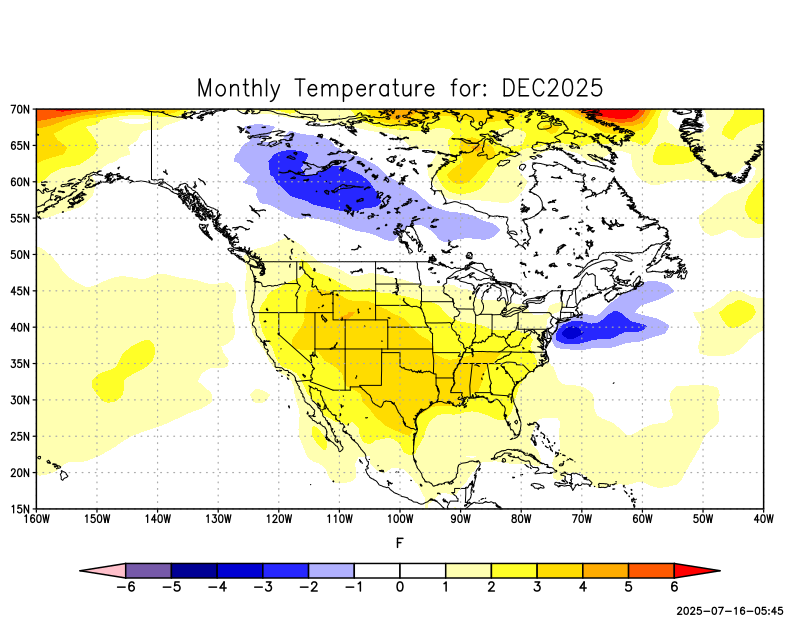 Monthly Temperature for: DEC2025
70N
65N
60N
55N
50N
45N
40N
35N
30N
25N
20N
15N
160W 150W 140W 130W 120W 110W 100W 90W 80W 70W 60W 50W 40W
F
-6 -5 -4 -3 -2 -1 0 1 2 3 4 5 6
2025-07-16-05:45